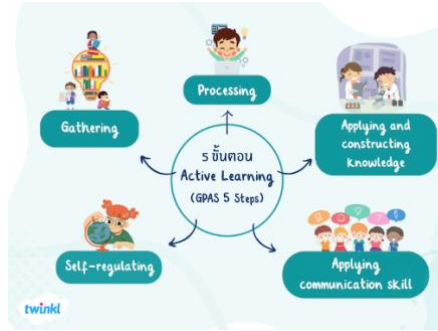 Processing
Gathering
Applying and
constructing
Knowledge
5 ขั้นตอน
Active Learning
(GPAS 5 Steps)
Self-regulating
Applying
communication skill
twinkl